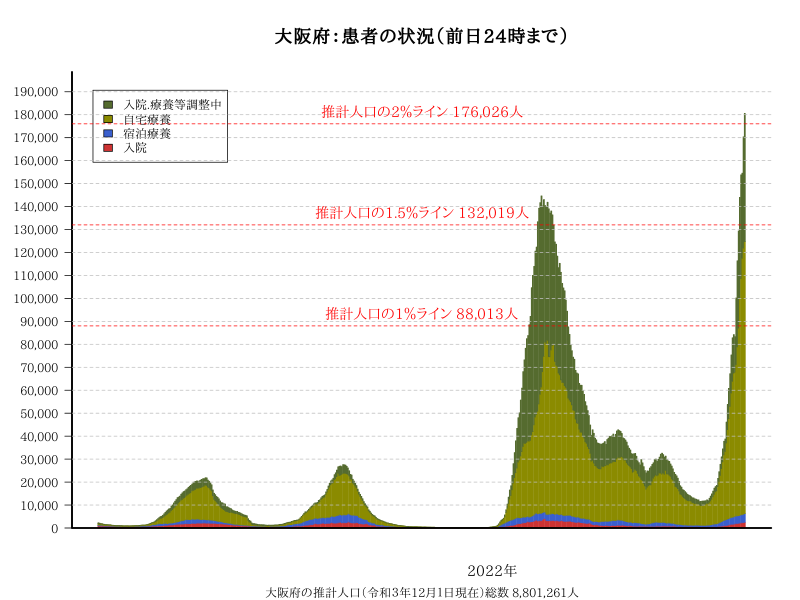 大阪府：患者の状況（前日24時まで）
190,000
180,000
170,000
160,000
150,000
140,000
130,000
120,000
110,000
100,000
90,000
80,000
70,000
60,000
50,000
40,000
30,000
20,000
10,000
0
入院.療養等調整中
自宅療養
宿泊療養
入院
推計人口の2%ライン 176,026人
推計人口の1.5%ライン 132,019人
推計人口の1%ライン 88,013人
2022年
大阪府の推計人口（令和3年12月1日現在）総数 8,801,261人